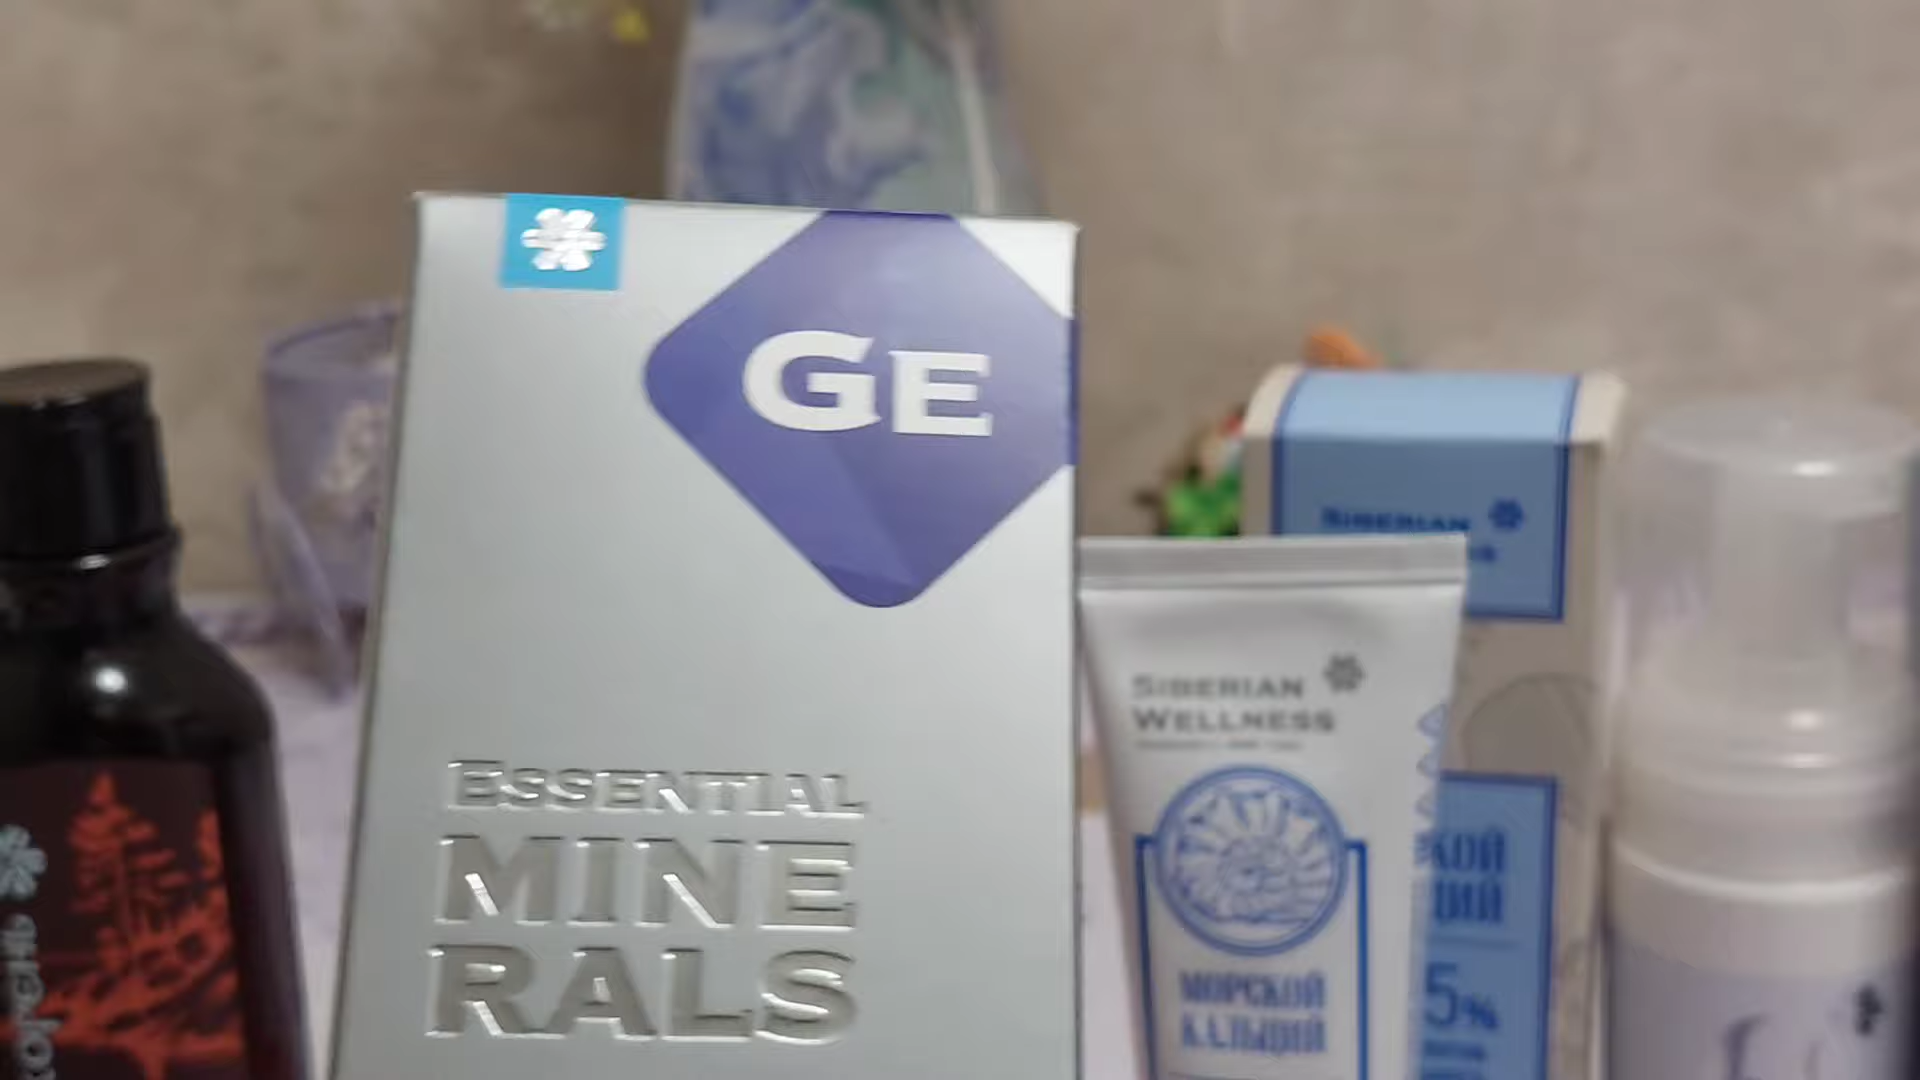 GE
ESSENTIAL
MINE
RALS
SIBERIAN
WELLNESS
МОРСКОЙ
КАЛЬЦИЙ
SIBERIAN
5%